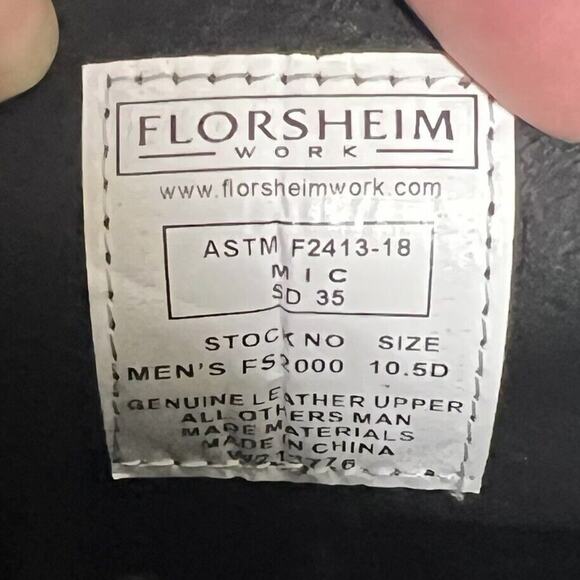 FLORSHEIM
WORK
www.florsheimwork.com
ASTM F2413-18
M I C
SD 35
STOCK NO SIZE
MEN'S FS2000 10.5D
GENUINE LEATHER UPPER
ALL OTHERS MAN
MADE MATERIALS
MADE IN CHINA